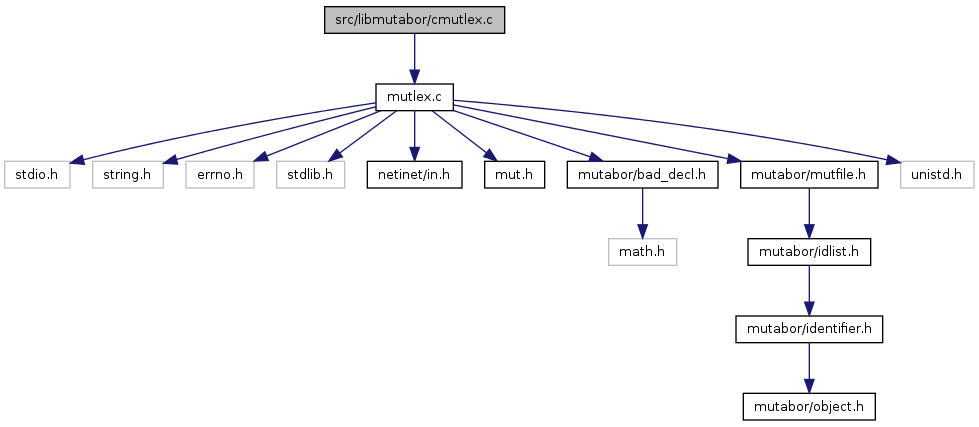 src/libmutabor/cmutlex.c
mutlex.c
stdio.h
string.h
errno.h
stdlib.h
netinet/in.h
mut.h
mutabor/bad_decl.h
mutabor/mutfile.h
unistd.h
math.h
mutabor/idlist.h
mutabor/identifier.h
mutabor/object.h